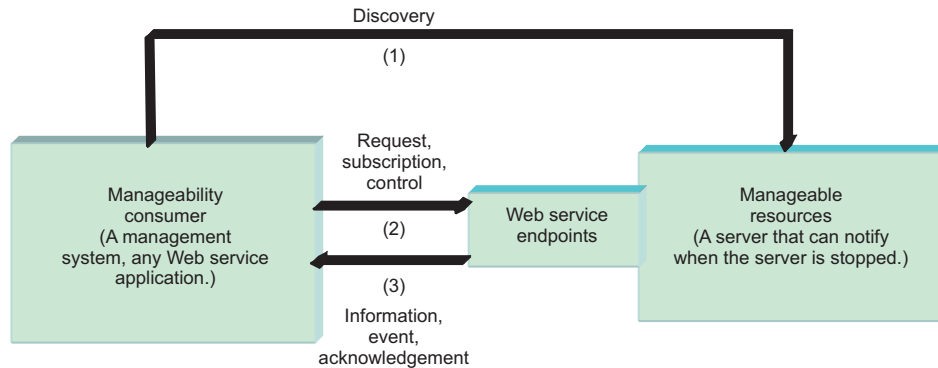 Discovery
(1)
Request,
subscription,
control
(2)
(3)
Information,
event,
acknowledgement
Manageability
consumer
(A management
system, any Web service
application.)
Web service
endpoints
Manageable
resources
(A server that can notify
when the server is stopped.)